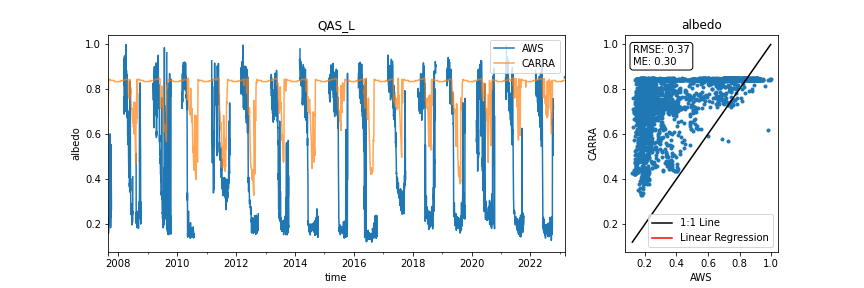 QAS_L
albedo
1.0
0.8
0.6
0.4
0.2
AWS
CARRA
2008
2010
2012
2014
2016
2018
2020
2022
time
albedo
RMSE: 0.37
ME: 0.30
CARRA
1.0
0.8
0.6
0.4
0.2
1:1 Line
Linear Regression
0.2
0.4
0.6
0.8
1.0
AWS